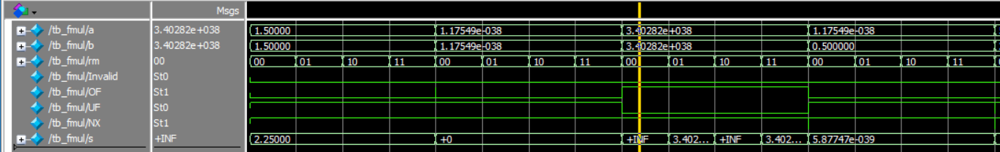 Msgs
/tb_fmul/a 3.40282e+038 1.50000 1.17549e-038 3.40282e+038 1.17549e-038
/tb_fmul/b 3.40282e+038 1.50000 1.17549e-038 3.40282e+038 0.500000
/tb_fmul/rm 00 00 01 10 11 00 01 10 11 00 01 10 11 00 01 10 11
/tb_fmul/Invalid St0
/tb_fmul/OF St1
/tb_fmul/UF St0
/tb_fmul/NX St1
/tb_fmul/s +INF 2.25000 +0 +INF 3.402... +INF 3.402... 5.87747e-039